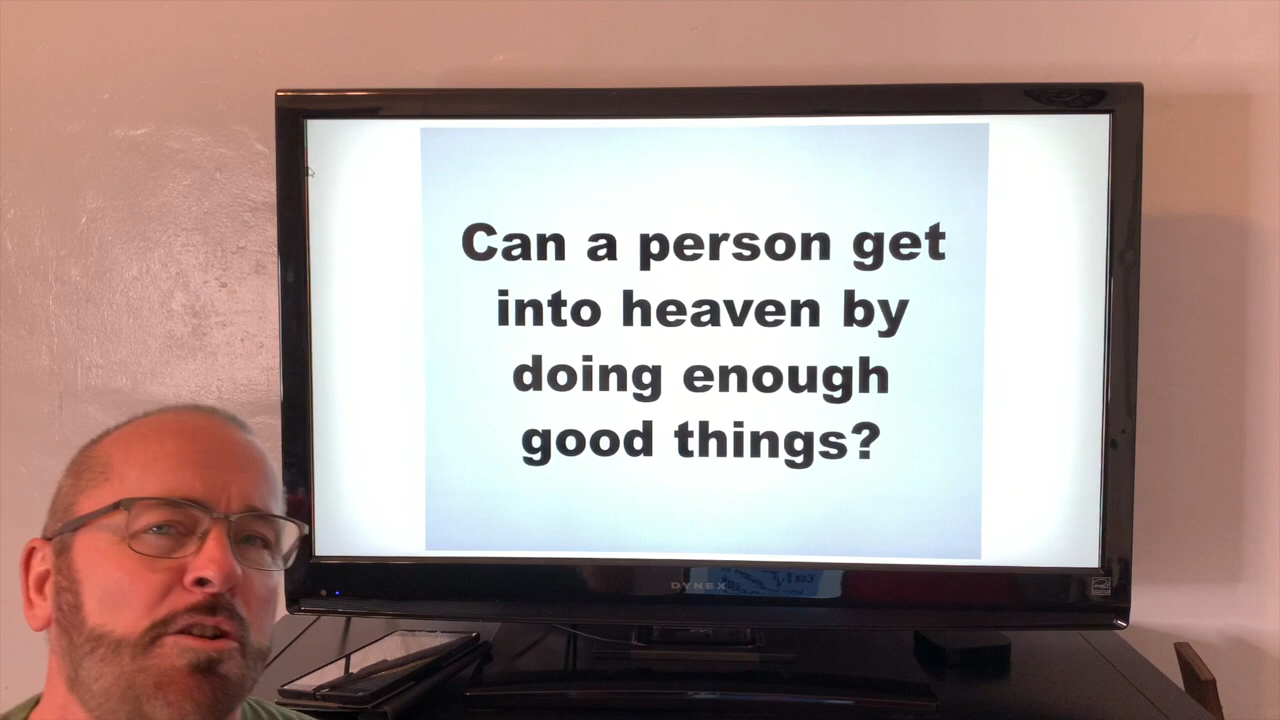 Can a person get
into heaven by
doing enough
good things?
DYNEX